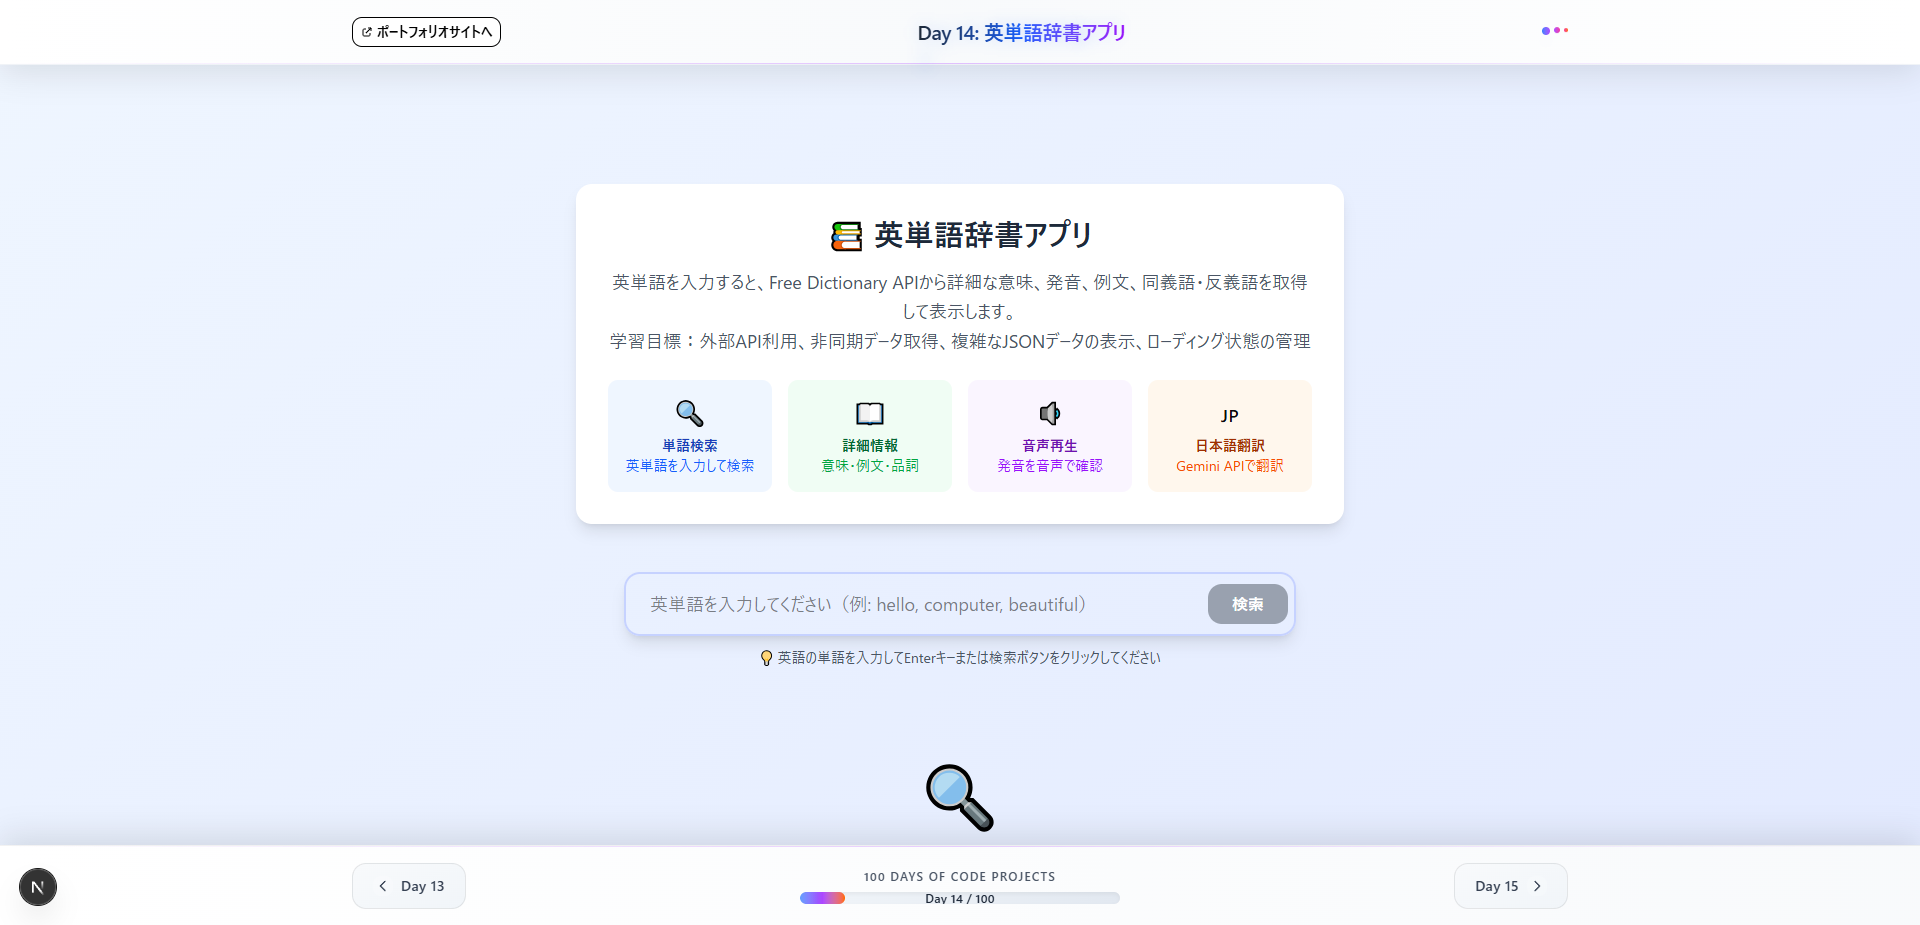 ポートフォリオサイトへ
Day 14: 英単語辞書アプリ
英単語辞書アプリ
英単語を入力すると、Free Dictionary APIから詳細な意味、発音、例文、同義語・反義語を取得
して表示します。
学習目標：外部API利用、非同期データ取得、複雑なJSONデータの表示、ローディング状態の管理
単語検索
英単語を入力して検索
詳細情報
意味・例文・品詞
音声再生
発音を音声で確認
JP
日本語翻訳
Gemini APIで翻訳
英単語を入力してください（例: hello, computer, beautiful）
検索
英語の単語を入力してEnterキーまたは検索ボタンをクリックしてください
N
Day 13
100 DAYS OF CODE PROJECTS
Day 14 / 100
Day 15